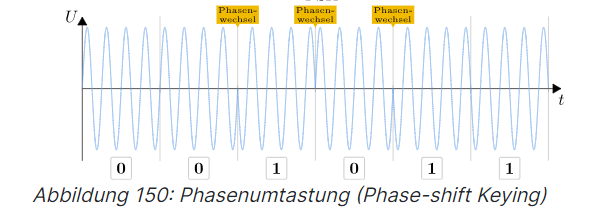 U
Phasen-
wechsel
Phasen-
wechsel
Phasen-
wechsel
t
0 0 1 0 1 1
Abbildung 150: Phasenumtastung (Phase-shift Keying)